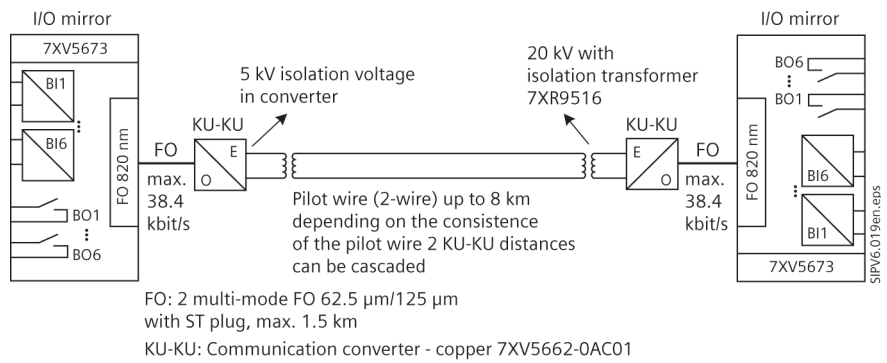 I/O mirror
7XV5673
BI1
BI6
BO1
BO6
FO 820 nm
FO
max.
38.4
kbit/s
KU-KU
E
O
5 kV isolation voltage
in converter
20 kV with
isolation transformer
7XR9516
KU-KU
E
O
Pilot wire (2-wire) up to 8 km
depending on the consistence
of the pilot wire 2 KU-KU distances
can be cascaded
FO
max.
38.4
kbit/s
I/O mirror
FO 820 nm
BO6
BO1
BI6
BI1
7XV5673
SIPV6.019en.eps
FO: 2 multi-mode FO 62.5 µm/125 µm
with ST plug, max. 1.5 km
KU-KU: Communication converter - copper 7XV5662-0AC01